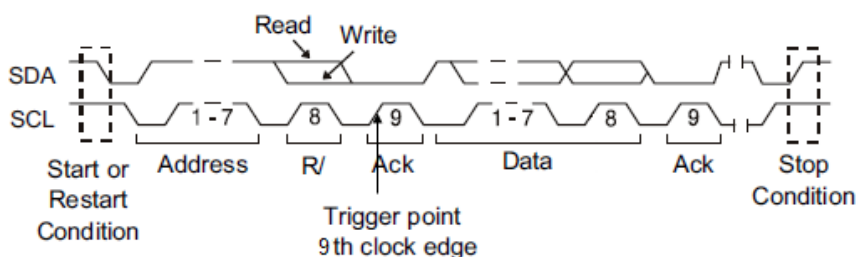 Read
Write
SDA
SCL
1 - 7
8
9
1 - 7
8
9
Start or
Restart
Condition
Address
R/
Ack
Data
Ack
Stop
Condition
Trigger point
9th clock edge